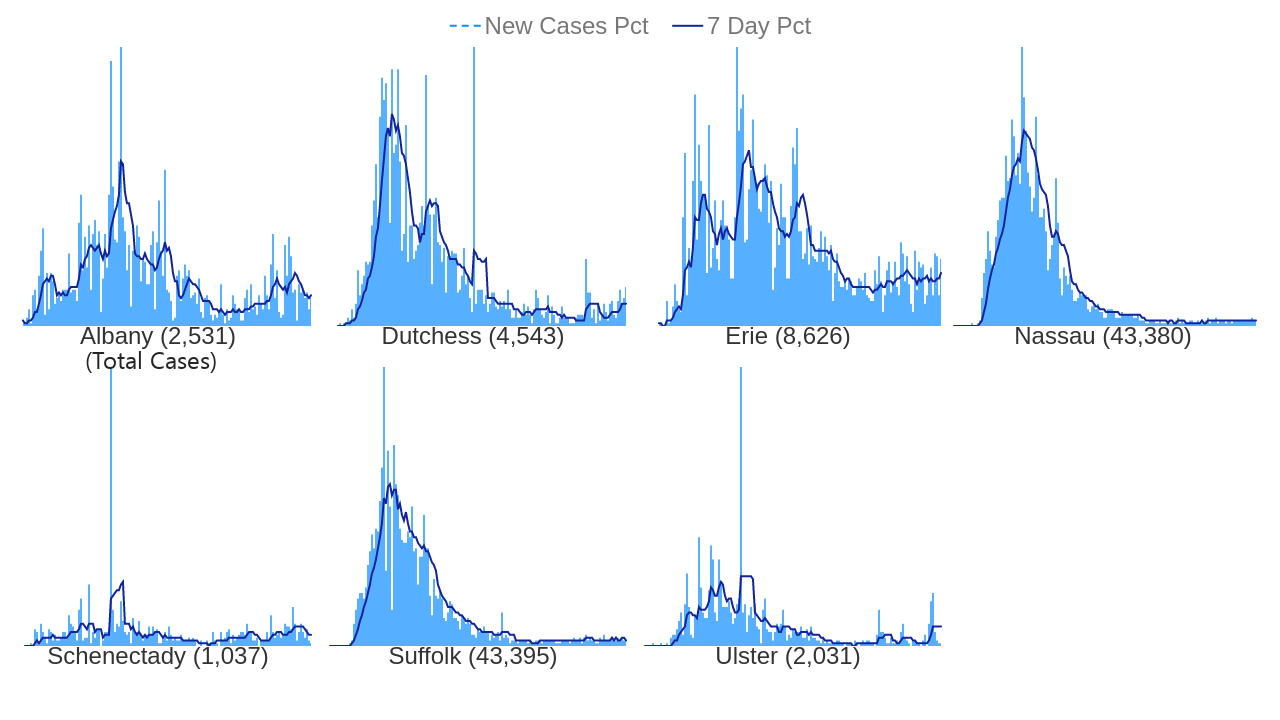 New Cases Pct 7 Day Pct
Albany (2,531) Dutchess (4,543) Erie (8,626) Nassau (43,380)
(Total Cases)
Schenectady (1,037) Suffolk (43,395) Ulster (2,031)